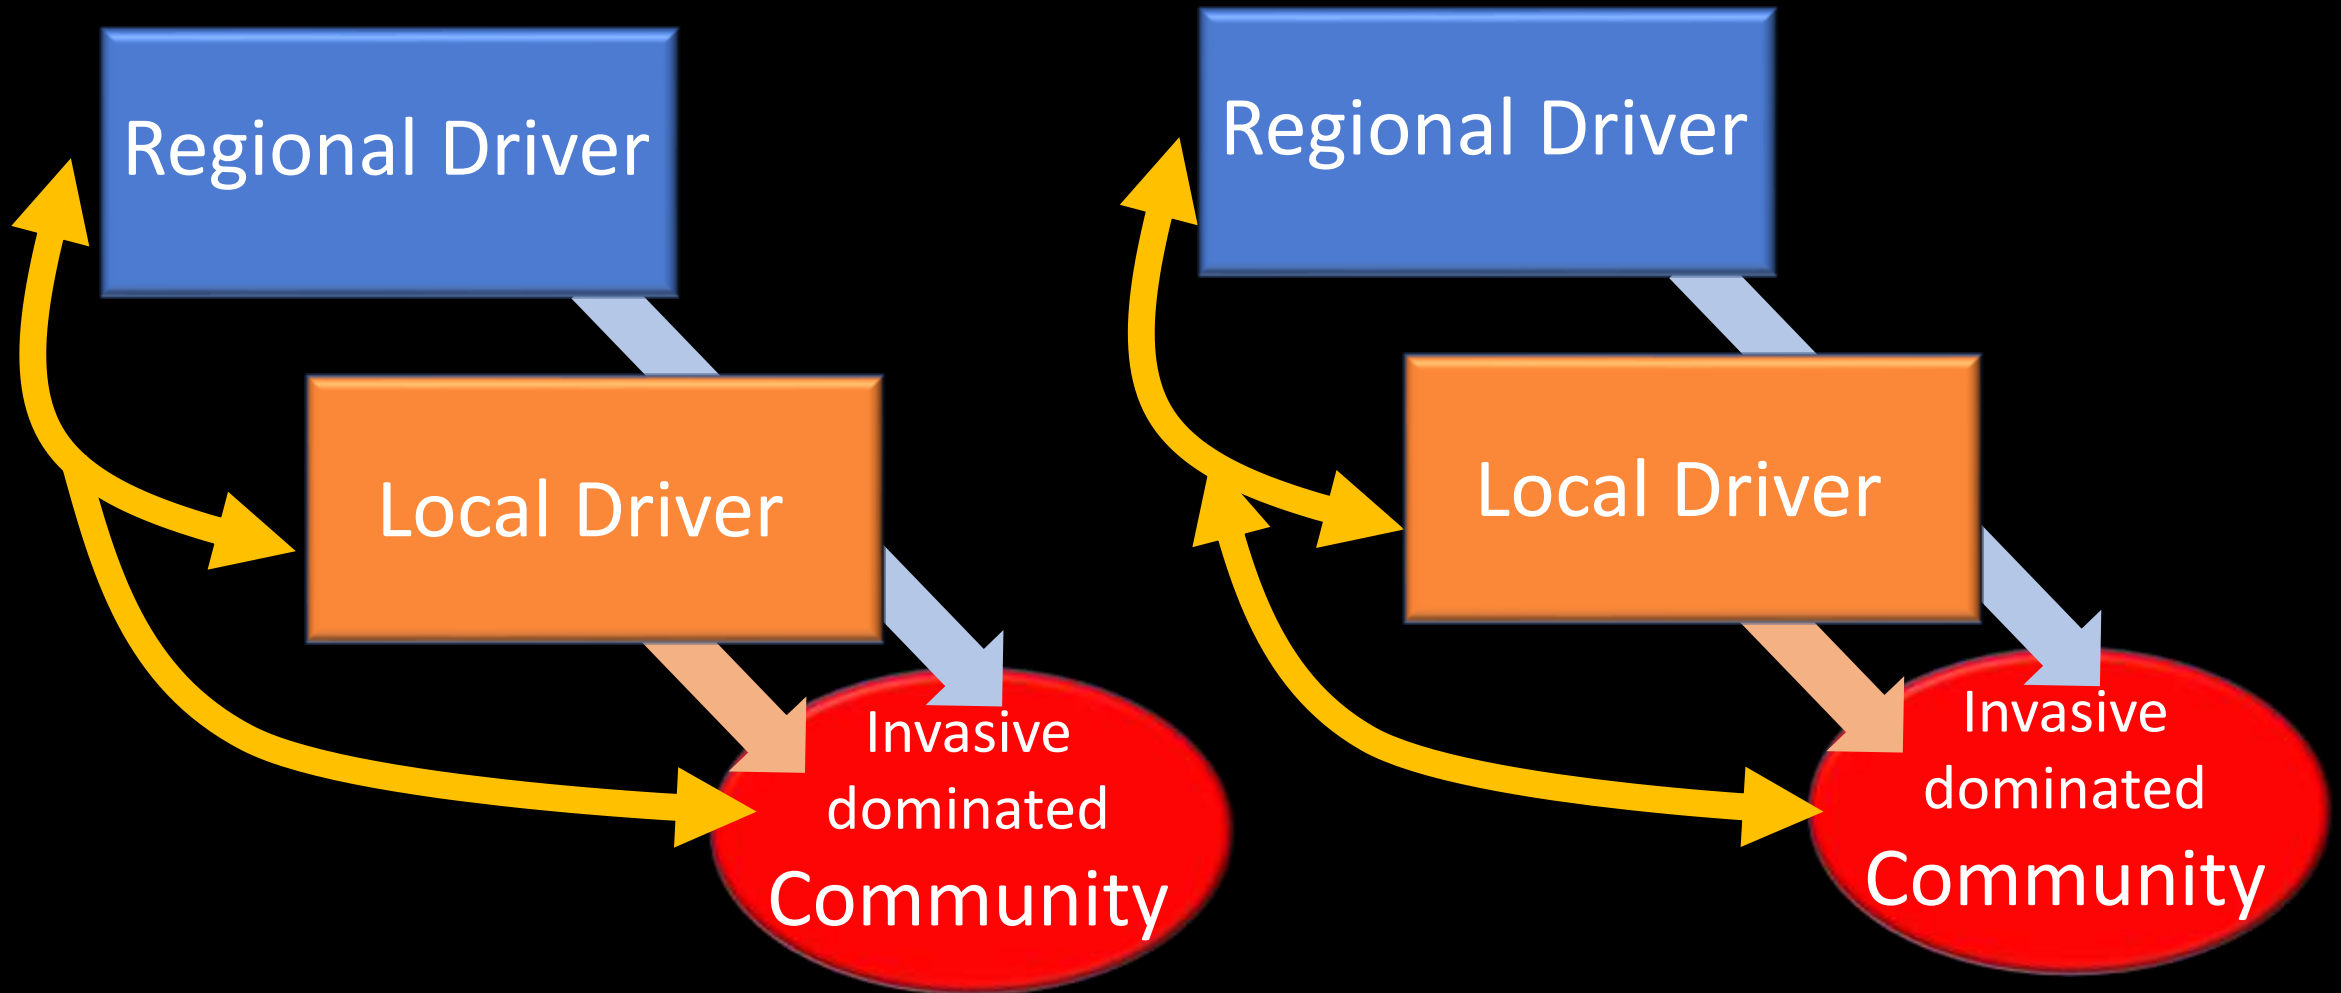 Regional Driver
Local Driver
Invasive
dominated
Community
Regional Driver
Local Driver
Invasive
dominated
Community